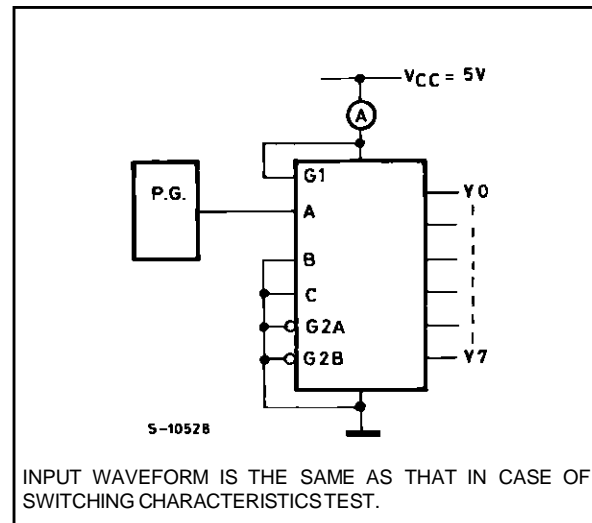 VCC = 5V
A
G1
P.G.
A
Y0
B
C
G2A
G2B
Y7
S-10528
INPUT WAVEFORM IS THE SAME AS THAT IN CASE OF
SWITCHING CHARACTERISTICS TEST.